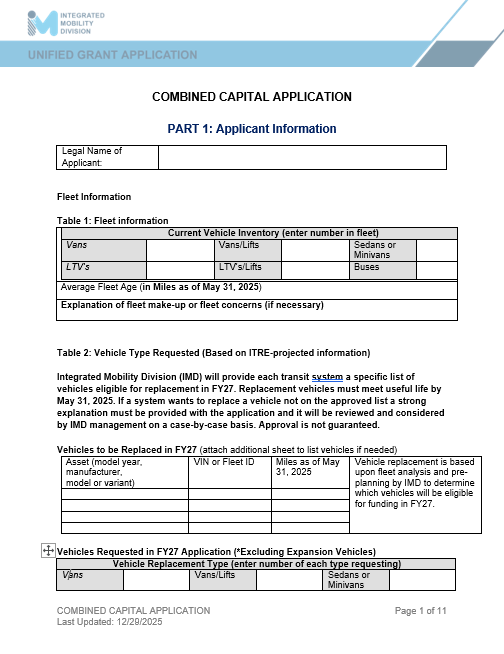 INTEGRATED
MOBILITY
DIVISION
UNIFIED GRANT APPLICATION
COMBINED CAPITAL APPLICATION
PART 1: Applicant Information
Legal Name of
Applicant:
Fleet Information
Table 1: Fleet information
Current Vehicle Inventory (enter number in fleet)
Vans Vans/Lifts Sedans or
Minivans
LTV's LTV's/Lifts Buses
Average Fleet Age (in Miles as of May 31, 2025)
Explanation of fleet make-up or fleet concerns (if necessary)
Table 2: Vehicle Type Requested (Based on ITRE-projected information)
Integrated Mobility Division (IMD) will provide each transit system a specific list of
vehicles eligible for replacement in FY27. Replacement vehicles must meet useful life by
May 31, 2025. If a system wants to replace a vehicle not on the approved list a strong
explanation must be provided with the application and it will be reviewed and considered
by IMD management on a case-by-case basis. Approval is not guaranteed.
Vehicles to be Replaced in FY27 (attach additional sheet to list vehicles if needed)
Asset (model year, VIN or Fleet ID Miles as of May Vehicle replacement is based
manufacturer, 31, 2025 upon fleet analysis and pre-
model or variant) planning by IMD to determine
which vehicles will be eligible
for funding in FY27.
Vehicles Requested in FY27 Application (*Excluding Expansion Vehicles)
Vehicle Replacement Type (enter number of each type requesting)
Vans Vans/Lifts Sedans or
Minivans
COMBINED CAPITAL APPLICATION Page 1 of 11
Last Updated: 12/29/2025